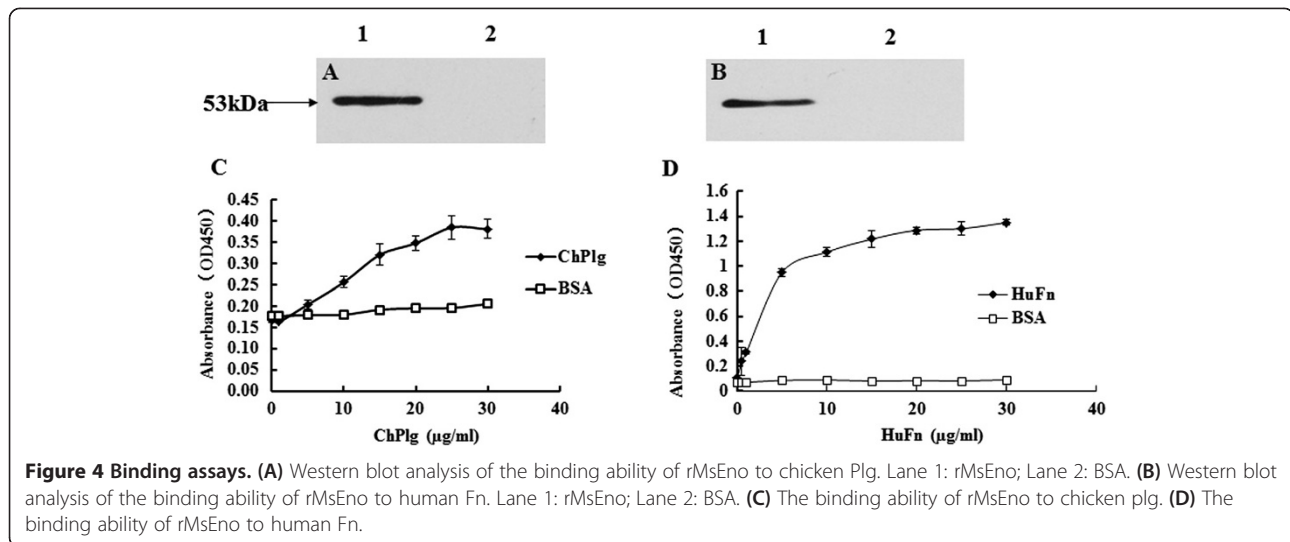 1 2
1 2
A
B
53kDa
C
D
0.45
0.40
0.35
0.30
0.25
0.20
0.15
0.10
0.05
0.00
Absorbance (OD450)
ChPlg
BSA
0 10 20 30 40
ChPlg (µg/ml)
1.6
1.4
1.2
1
0.8
0.6
0.4
0.2
0
Absorbance (OD450)
HuFn
BSA
0 10 20 30 40
HuFn (µg/ml)
Figure 4 Binding assays. (A) Western blot analysis of the binding ability of rMsEno to chicken Plg. Lane 1: rMsEno; Lane 2: BSA. (B) Western blot
analysis of the binding ability of rMsEno to human Fn. Lane 1: rMsEno; Lane 2: BSA. (C) The binding ability of rMsEno to chicken plg. (D) The
binding ability of rMsEno to human Fn.